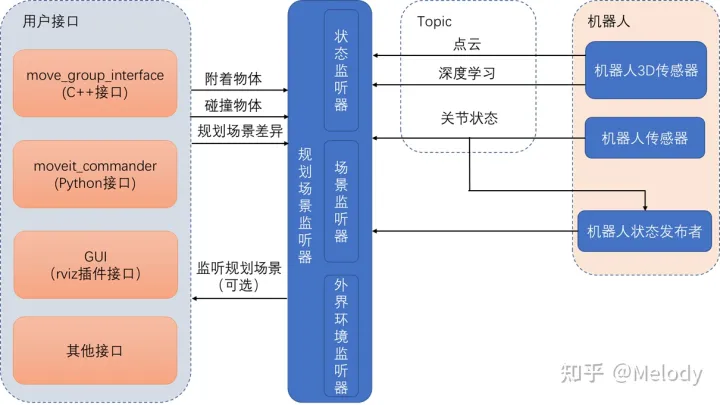 用户接口
move_group_interface
(C++接口)
moveit_commander
(Python接口)
GUI
（rviz插件接口）
其他接口
附着物体
碰撞物体
规划场景差异
监听规划场景
（可选）
规划场景监听器
状态监听器
场景监听器
外界环境监听器
Topic
点云
深度学习
关节状态
机器人
机器人3D传感器
机器人传感器
机器人状态发布者
知乎 @Melody